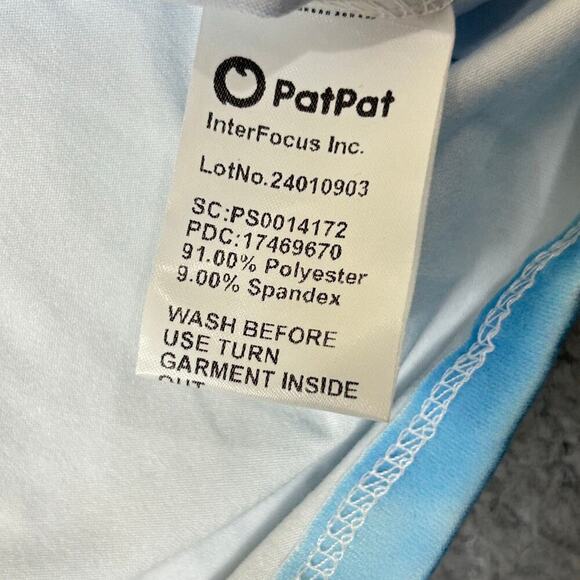 PatPat
InterFocus Inc.
LotNo.24010903
SC:PS0014172
PDC:17469670
91.00% Polyester
9.00% Spandex
WASH BEFORE
USE TURN
GARMENT INSIDE
OUT